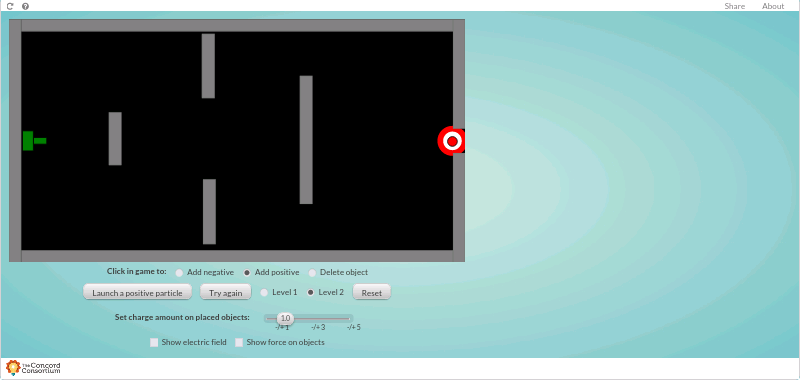 Share About
Click in game to: Add negative Add positive Delete object
Launch a positive particle Try again Level 1 Level 2 Reset
Set charge amount on placed objects: 1.0
-/+1 -/+3 -/+5
Show electric field Show force on objects
The Concord
Consortium